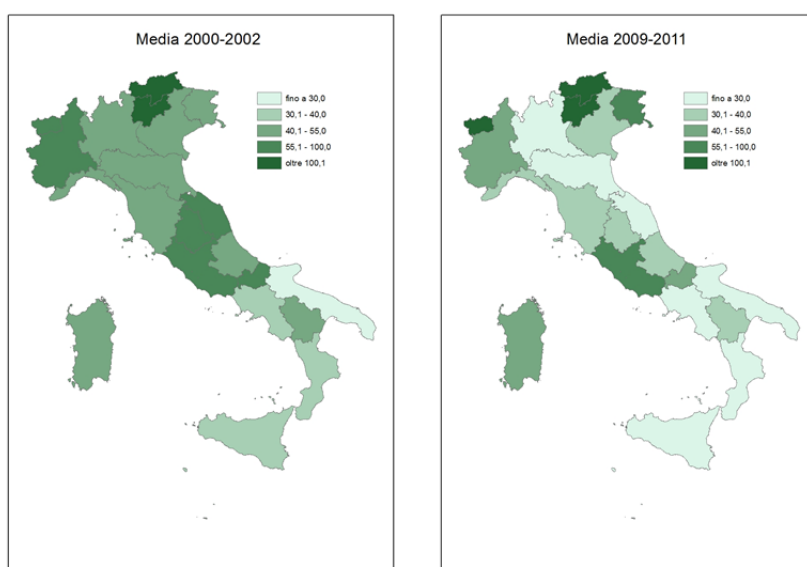 Media 2000-2002
fino a 30,0
30,1 - 40,0
40,1 - 55,0
55,1 - 100,0
oltre 100,1
Media 2009-2011
fino a 30,0
30,1 - 40,0
40,1 - 55,0
55,1 - 100,0
oltre 100,1